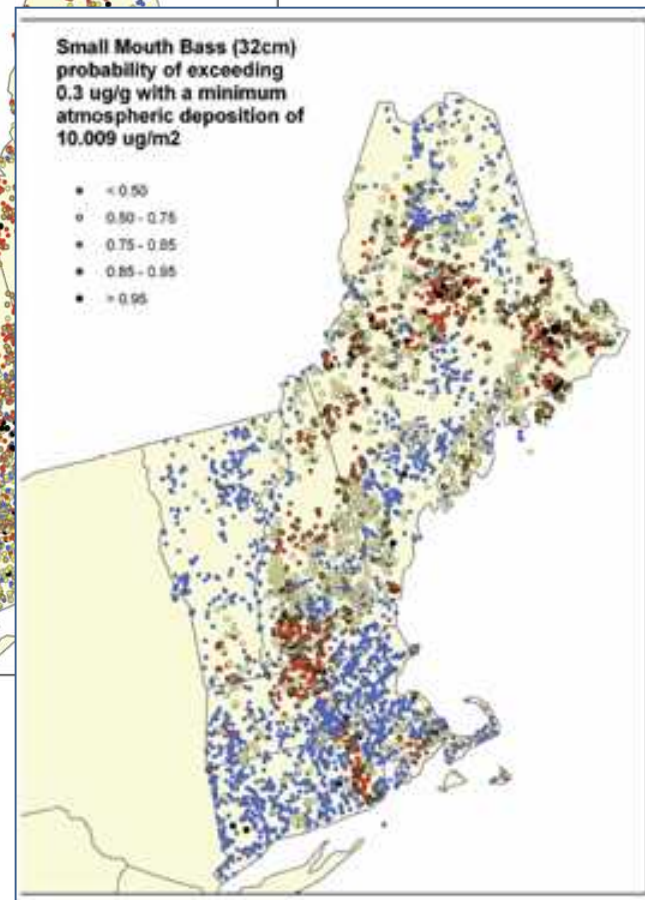 Small Mouth Bass (32cm)
probability of exceeding
0.3 ug/g with a minimum
atmospheric deposition of
10.009 ug/m2
< 0.50
0.50 - 0.75
0.75 - 0.85
0.85 - 0.95
> 0.95